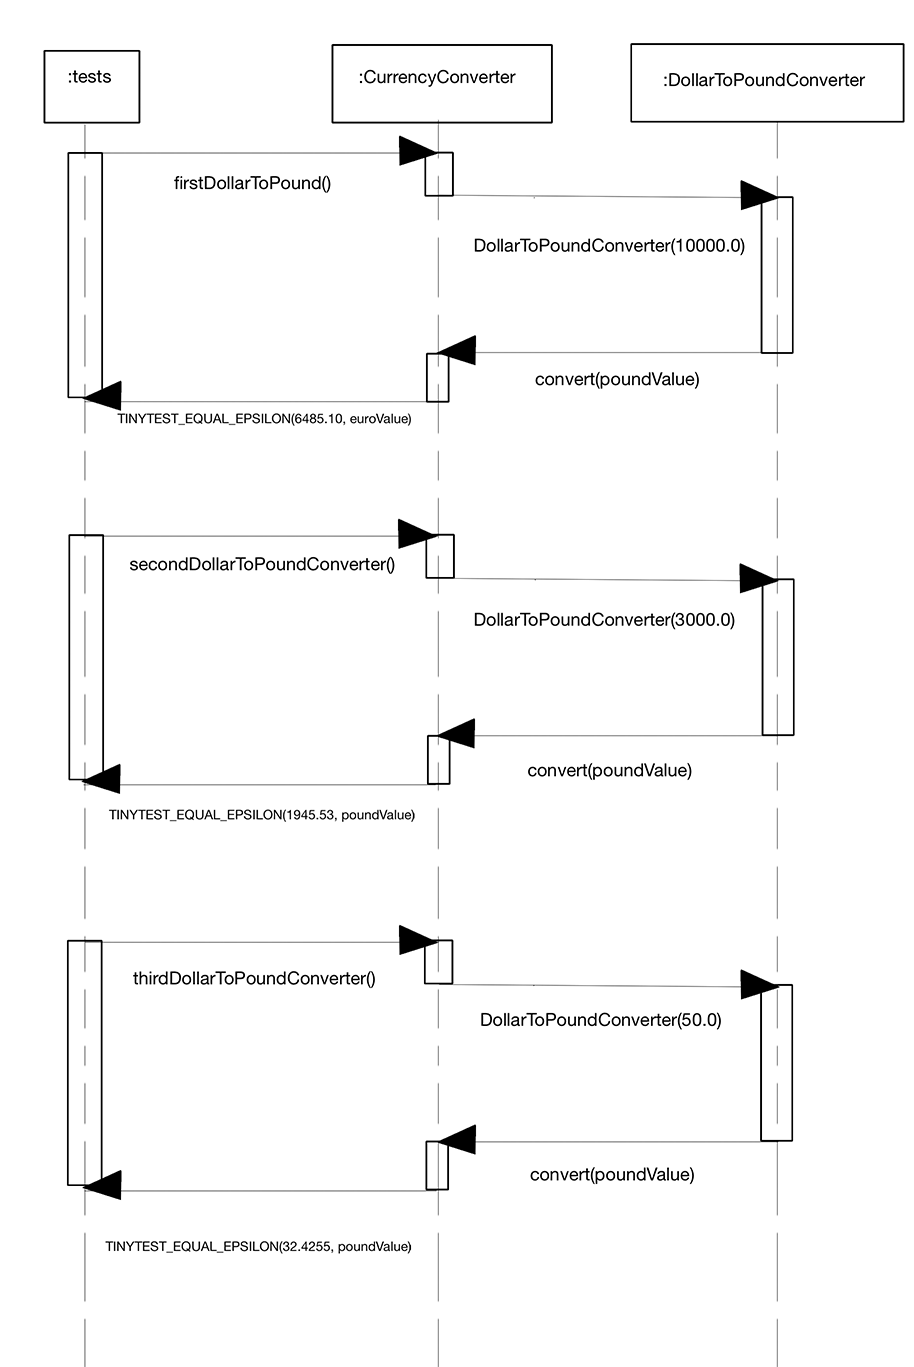 :tests
:CurrencyConverter
:DollarToPoundConverter
firstDollarToPound()
DollarToPoundConverter(10000.0)
convert(poundValue)
TINYTEST_EQUAL_EPSILON(6485.10, euroValue)
secondDollarToPoundConverter()
DollarToPoundConverter(3000.0)
convert(poundValue)
TINYTEST_EQUAL_EPSILON(1945.53, poundValue)
thirdDollarToPoundConverter()
DollarToPoundConverter(50.0)
convert(poundValue)
TINYTEST_EQUAL_EPSILON(32.4255, poundValue)